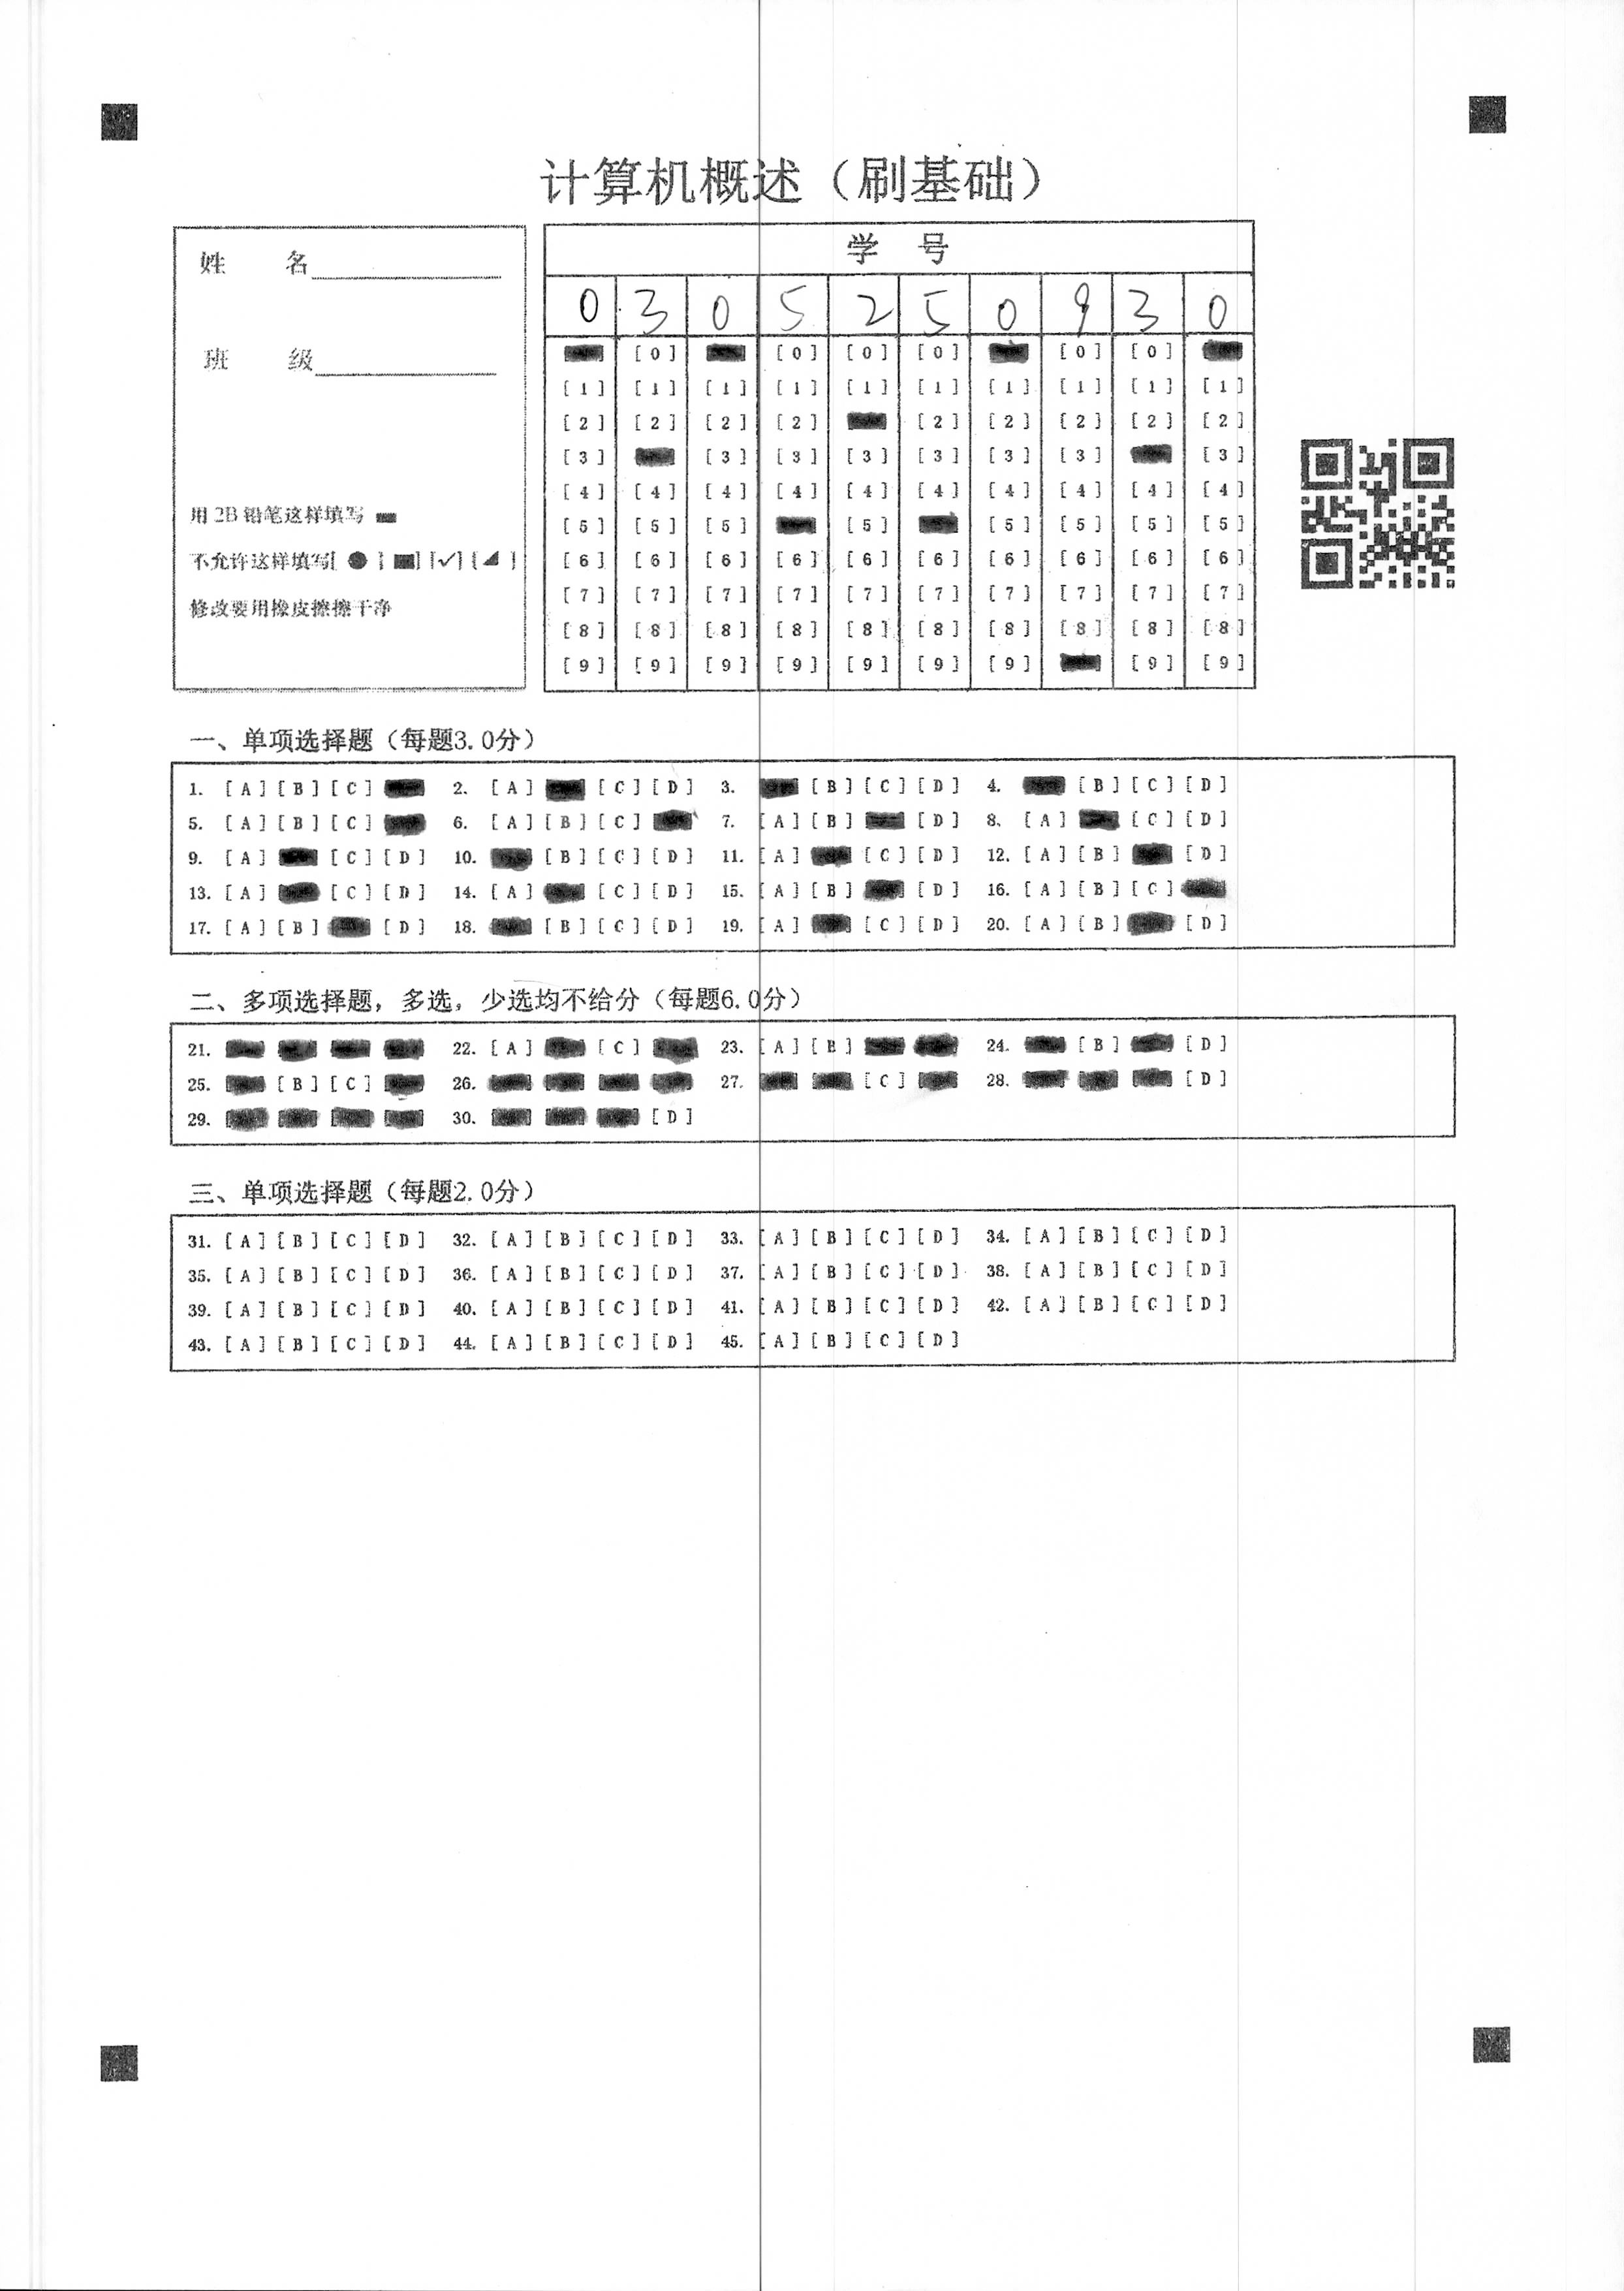 计算机概述（刷基础）
姓 名
班 级
用 2B 铅笔这样填写
不允许这样填写[ ● ] [■] [✓] [◢ ]
修改要用橡皮擦擦干净
学 号
0 3 0 5 2 5 0 9 3 0
[0] [0] [0] [0] [0] [0]
[1] [1] [1] [1] [1] [1] [1] [1] [1] [1]
[2] [2] [2] [2] [2] [2] [2] [2] [2]
[3] [3] [3] [3] [3] [3] [3] [3]
[4] [4] [4] [4] [4] [4] [4] [4] [4] [4]
[5] [5] [5] [5] [5] [5] [5] [5]
[6] [6] [6] [6] [6] [6] [6] [6] [6] [6]
[7] [7] [7] [7] [7] [7] [7] [7] [7] [7]
[8] [8] [8] [8] [8] [8] [8] [8] [8] [8]
[9] [9] [9] [9] [9] [9] [9] [9] [9]
一、单项选择题（每题3.0分）
1. [A] [B] [C] 2. [A] [C] [D] 3. [B] [C] [D] 4. [B] [C] [D]
5. [A] [B] [C] 6. [A] [B] [C] 7. [A] [B] [D] 8. [A] [C] [D]
9. [A] [C] [D] 10. [B] [C] [D] 11. [A] [C] [D] 12. [A] [B] [D]
13. [A] [C] [D] 14. [A] [C] [D] 15. [A] [B] [D] 16. [A] [B] [C]
17. [A] [B] [D] 18. [B] [C] [D] 19. [A] [C] [D] 20. [A] [B] [D]
二、多项选择题，多选，少选均不给分（每题6.0分）
21. 22. [A] [C] 23. [A] [B] 24. [B] [D]
25. [B] [C] 26. 27. [C] 28. [D]
29. 30. [D]
三、单项选择题（每题2.0分）
31. [A] [B] [C] [D] 32. [A] [B] [C] [D] 33. [A] [B] [C] [D] 34. [A] [B] [C] [D]
35. [A] [B] [C] [D] 36. [A] [B] [C] [D] 37. [A] [B] [C] [D] 38. [A] [B] [C] [D]
39. [A] [B] [C] [D] 40. [A] [B] [C] [D] 41. [A] [B] [C] [D] 42. [A] [B] [C] [D]
43. [A] [B] [C] [D] 44. [A] [B] [C] [D] 45. [A] [B] [C] [D]